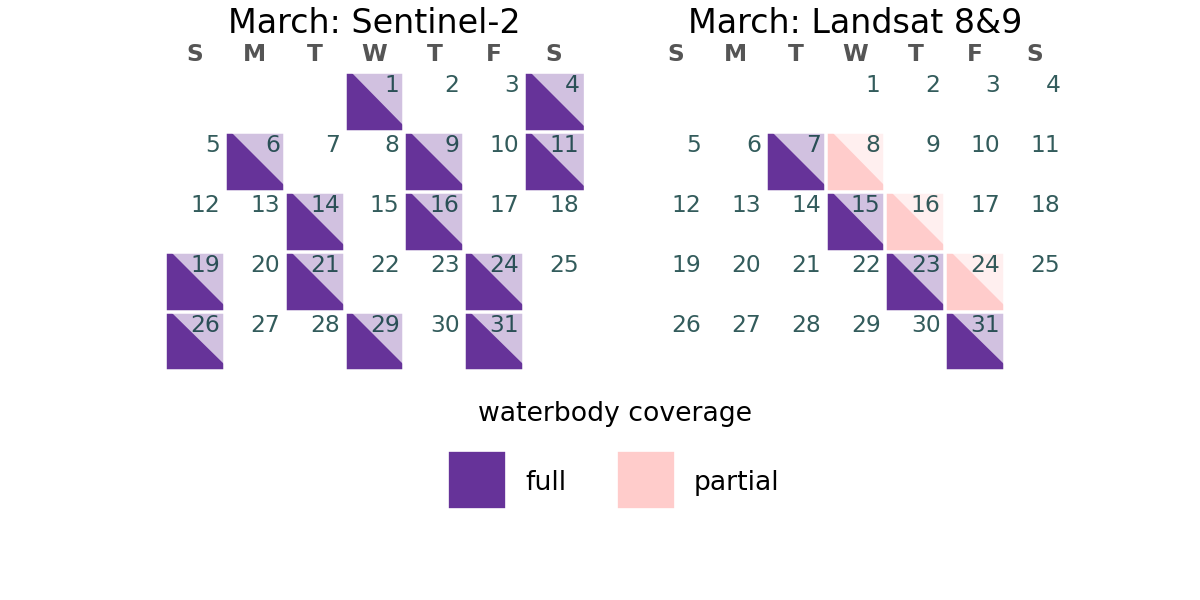 March: Sentinel-2
S M T W T F S
1 2 3 4
5 6 7 8 9 10 11
12 13 14 15 16 17 18
19 20 21 22 23 24 25
26 27 28 29 30 31
March: Landsat 8&9
S M T W T F S
1 2 3 4
5 6 7 8 9 10 11
12 13 14 15 16 17 18
19 20 21 22 23 24 25
26 27 28 29 30 31
waterbody coverage
full
partial